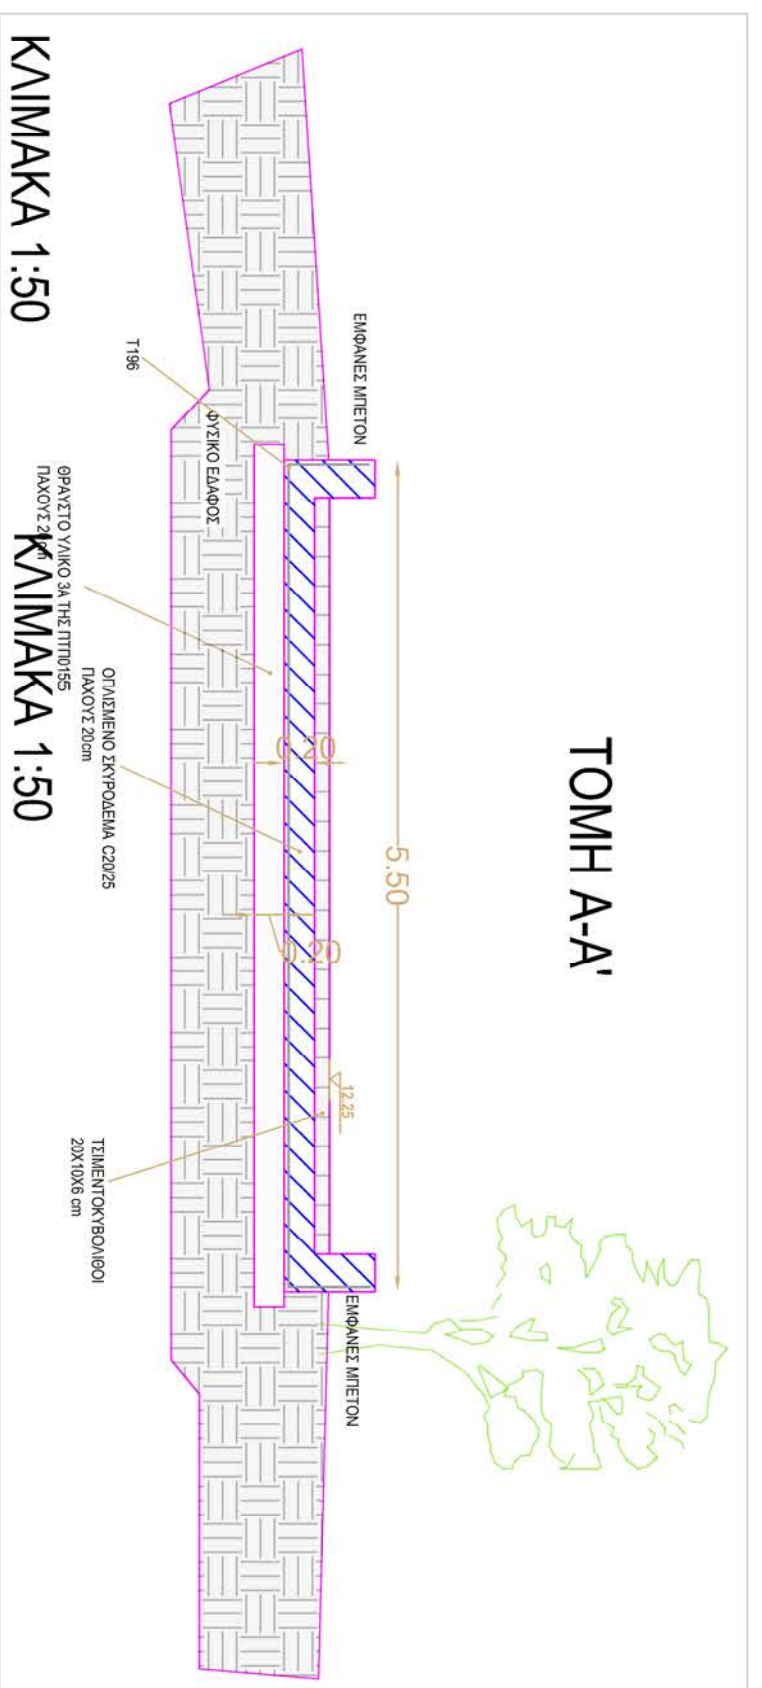 ΤΟΜΗ Α-Α'
5.50
ΕΜΦΑΝΕΣ ΜΠΕΤΟΝ
ΕΜΦΑΝΕΣ ΜΠΕΤΟΝ
12.25
0.20
0.20
ΦΥΣΙΚΟ ΕΔΑΦΟΣ
Τ196
ΘΡΑΥΣΤΟ ΥΛΙΚΟ 3Α ΤΗΣ ΠΤΠ0155
ΠΑΧΟΥΣ
ΟΠΛΙΣΜΕΝΟ ΣΚΥΡΟΔΕΜΑ C20/25
ΠΑΧΟΥΣ 20cm
ΤΣΙΜΕΝΤΟΚΥΒΟΛΙΘΟΙ
20Χ10Χ6 cm
ΚΛΙΜΑΚΑ 1:50
ΚΛΙΜΑΚΑ 1:50